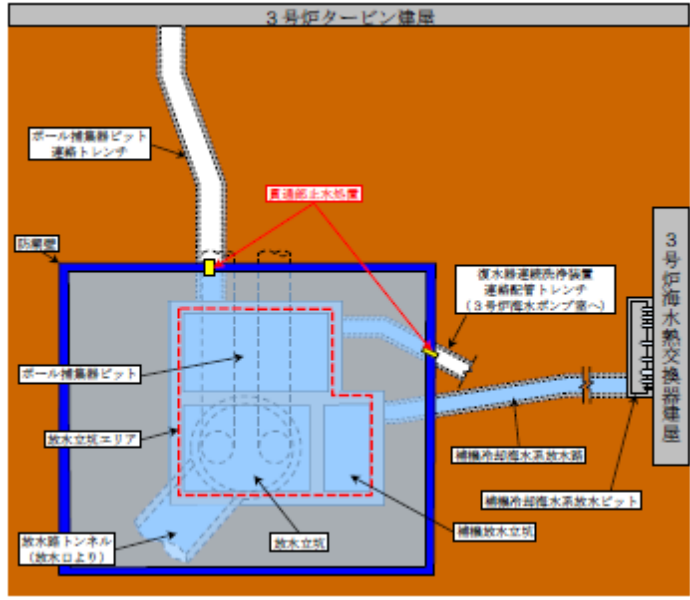 ３号炉タービン建屋
ボール捕集器ピット
連絡トレンチ
貫通部止水処置
防潮壁
復水器連続洗浄装置
連絡配管トレンチ
（３号炉海水ポンプ室へ）
３号炉海水熱交換器建屋
ボール捕集器ピット
放水立坑エリア
補機冷却海水系放水路
補機冷却海水系放水ピット
放水路トンネル
（放水口より）
放水立坑
補機放水立坑